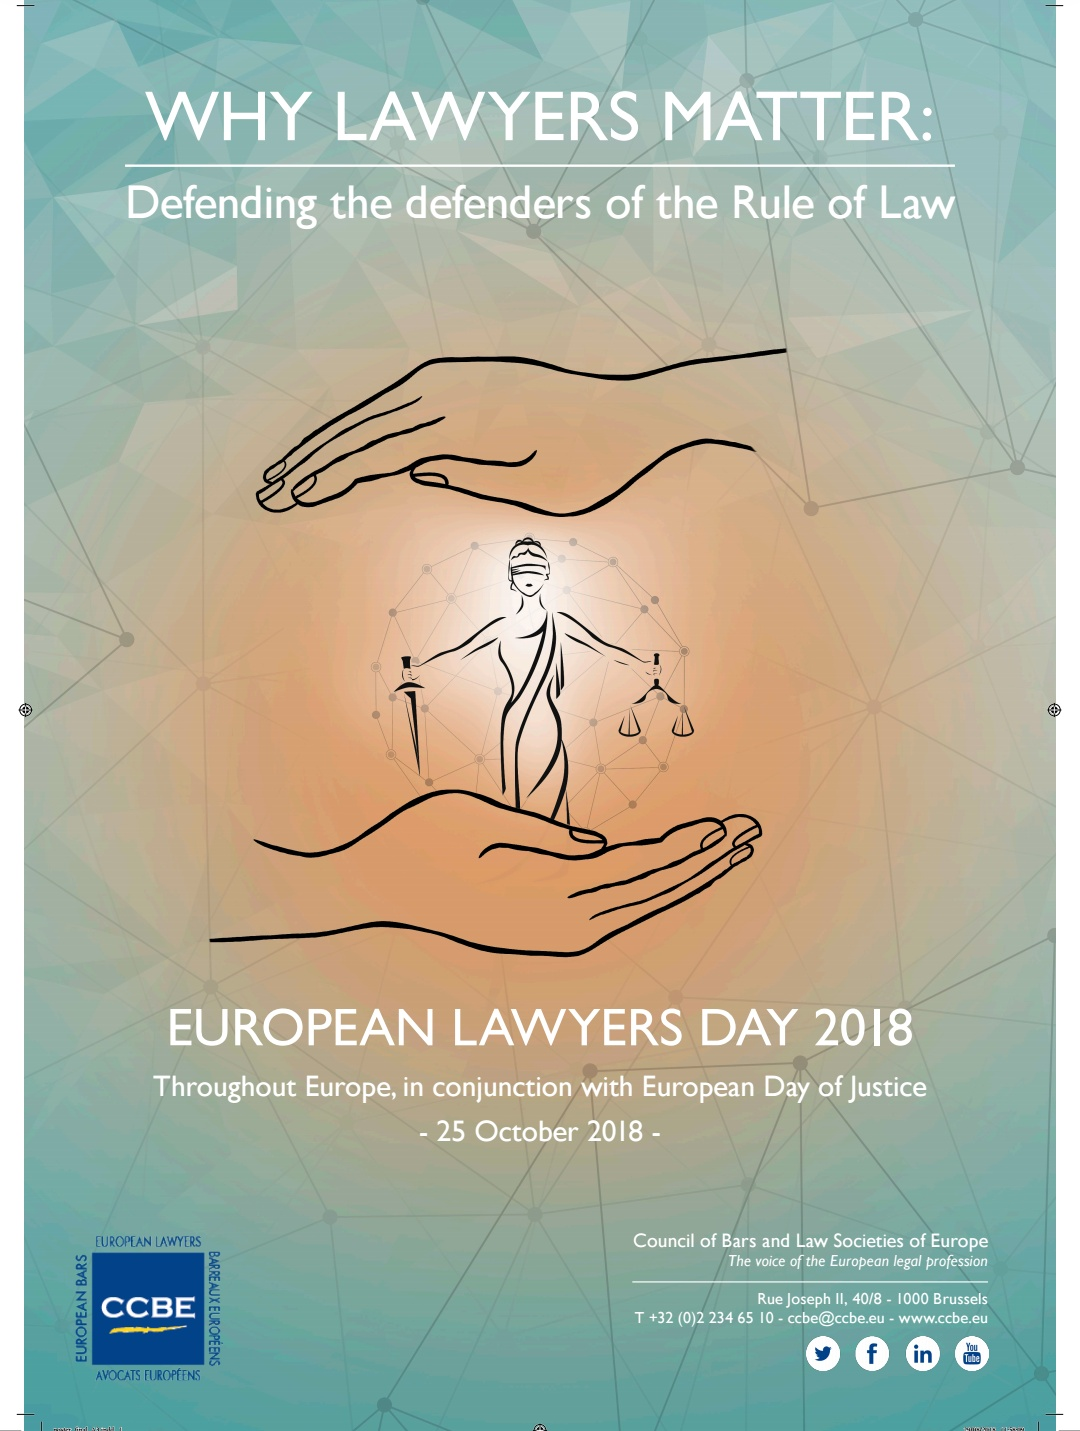 WHY LAWYERS MATTER:
Defending the defenders of the Rule of Law
EUROPEAN LAWYERS DAY 2018
Throughout Europe, in conjunction with European Day of Justice
- 25 October 2018 -
EUROPEAN LAWYERS
EUROPEAN BARS
CCBE
BARREAUX EUROPÉENS
AVOCATS EUROPÉENS
Council of Bars and Law Societies of Europe
The voice of the European legal profession
Rue Joseph II, 40/8 - 1000 Brussels
T +32 (0)2 234 65 10 - ccbe@ccbe.eu - www.ccbe.eu
f
in
You
Tube